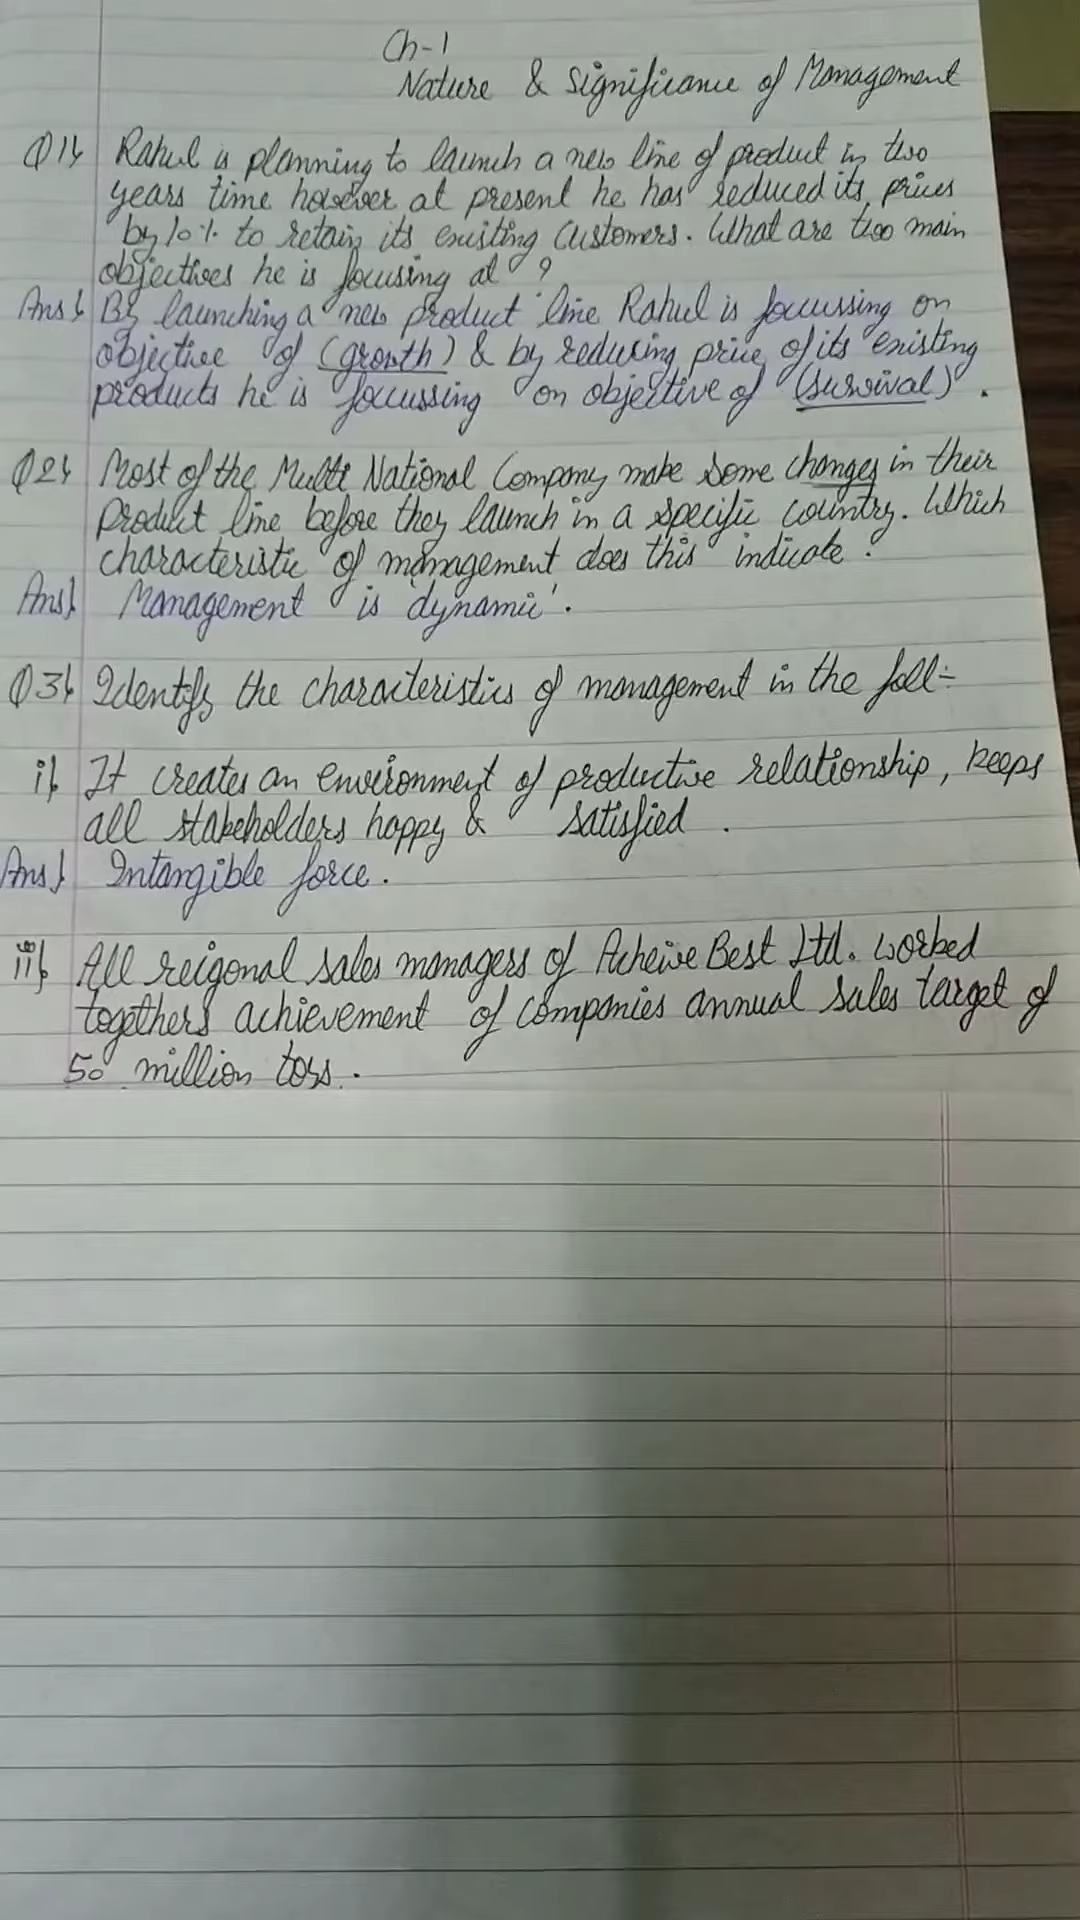 Ch-1
Nature & Significance of Management
Q1) Rahul is planning to launch a new line of product in two
years time however at present he has reduced its prices
by 10% to retain its existing customers. What are two main
objectives he is focusing at ?
Ans) By launching a new product line Rahul is focussing on
objective of (growth) & by reducing price of its existing
products he is focussing on objective of (survival).
Q2) Most of the Multi National Company make some changes in their
Product line before they launch in a specific country. Which
characteristic of management does this indicate.
Ans) Management is 'dynamic'.
Q3) Identify the characteristics of management in the foll:-
i) It creates an environment of productive relationship, keeps
all stakeholders happy & satisfied.
Ans) Intangible force.
ii) All reigonal sales managers of Acheive Best Ltd. worked
together achievement of companies annual sales target of
50 million